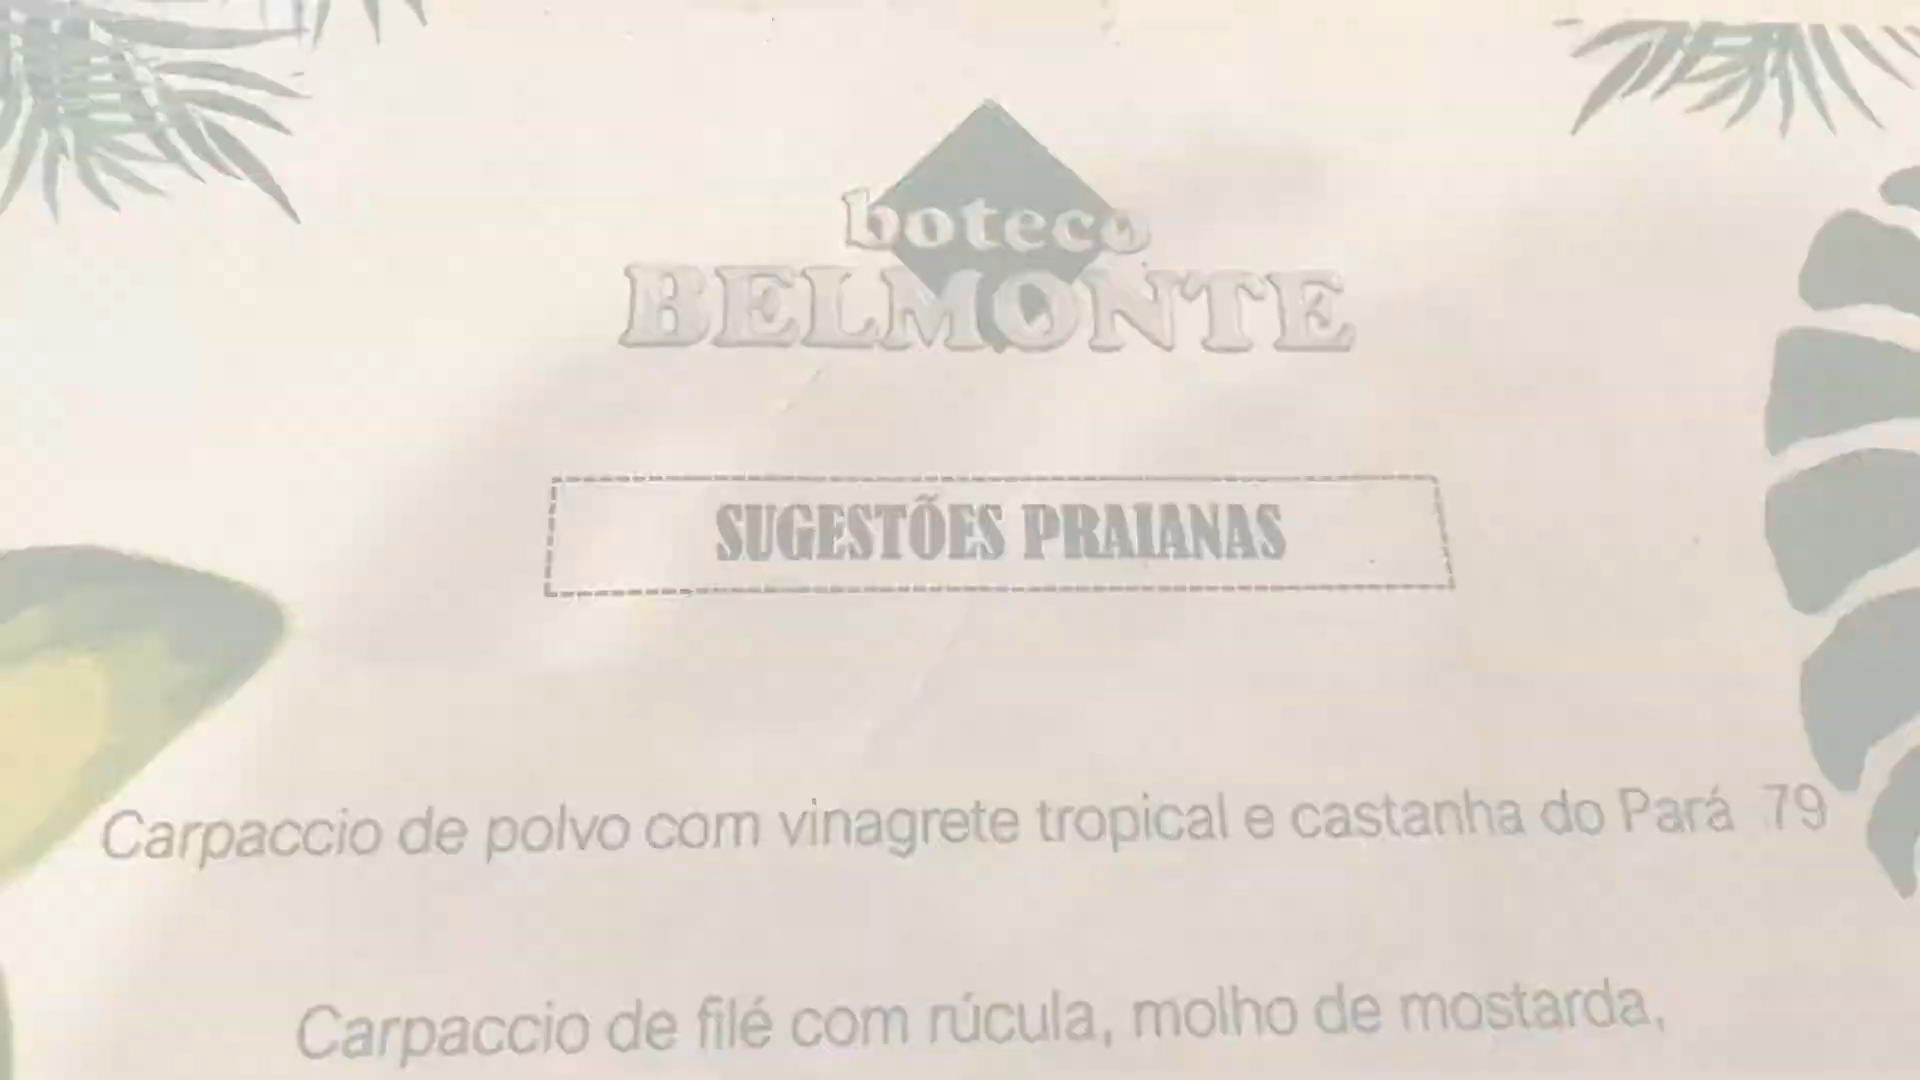 boteco
BELMONTE
SUGESTÕES PRAIANAS
Carpaccio de polvo com vinagrete tropical e castanha do Pará 79
Carpaccio de filé com rúcula, molho de mostarda,